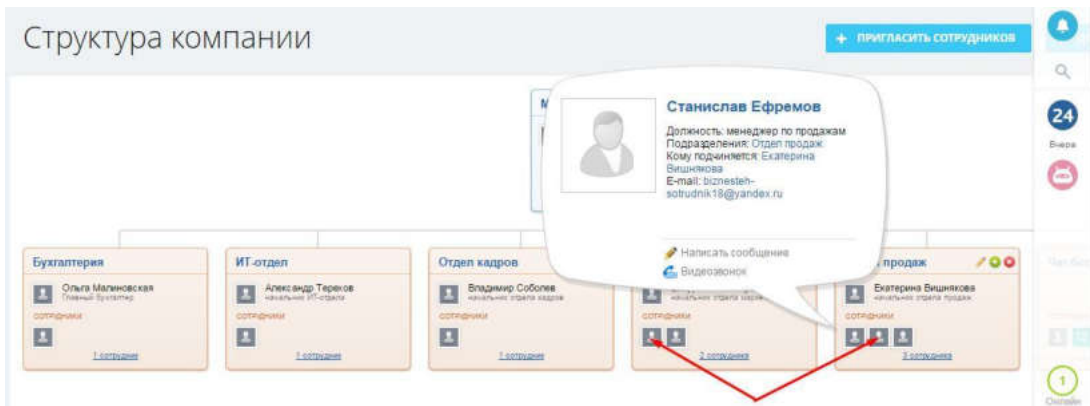 Структура компании
+ ПРИГЛАСИТЬ СОТРУДНИКОВ
24
Вчера
М
Станислав Ефремов
Должность: менеджер по продажам
Подразделения: Отдел продаж
Кому подчиняется: Екатерина
Вишнякова
E-mail: biznesteh-
sotrudnik18@yandex.ru
Написать сообщение
Видеозвонок
Бухгалтерия
Ольга Малиновская
Главный бухгалтер
СОТРУДНИКИ
1 сотрудник
ИТ-отдел
Александр Терехов
начальник ИТ-отдела
СОТРУДНИКИ
1 сотрудник
Отдел кадров
Владимир Соболев
начальник отдела кадров
СОТРУДНИКИ
1 сотрудник
СОТРУДНИКИ
2 сотрудника
продаж
Екатерина Вишнякова
начальник отдела продаж
СОТРУДНИКИ
3 сотрудника
1
Онлайн